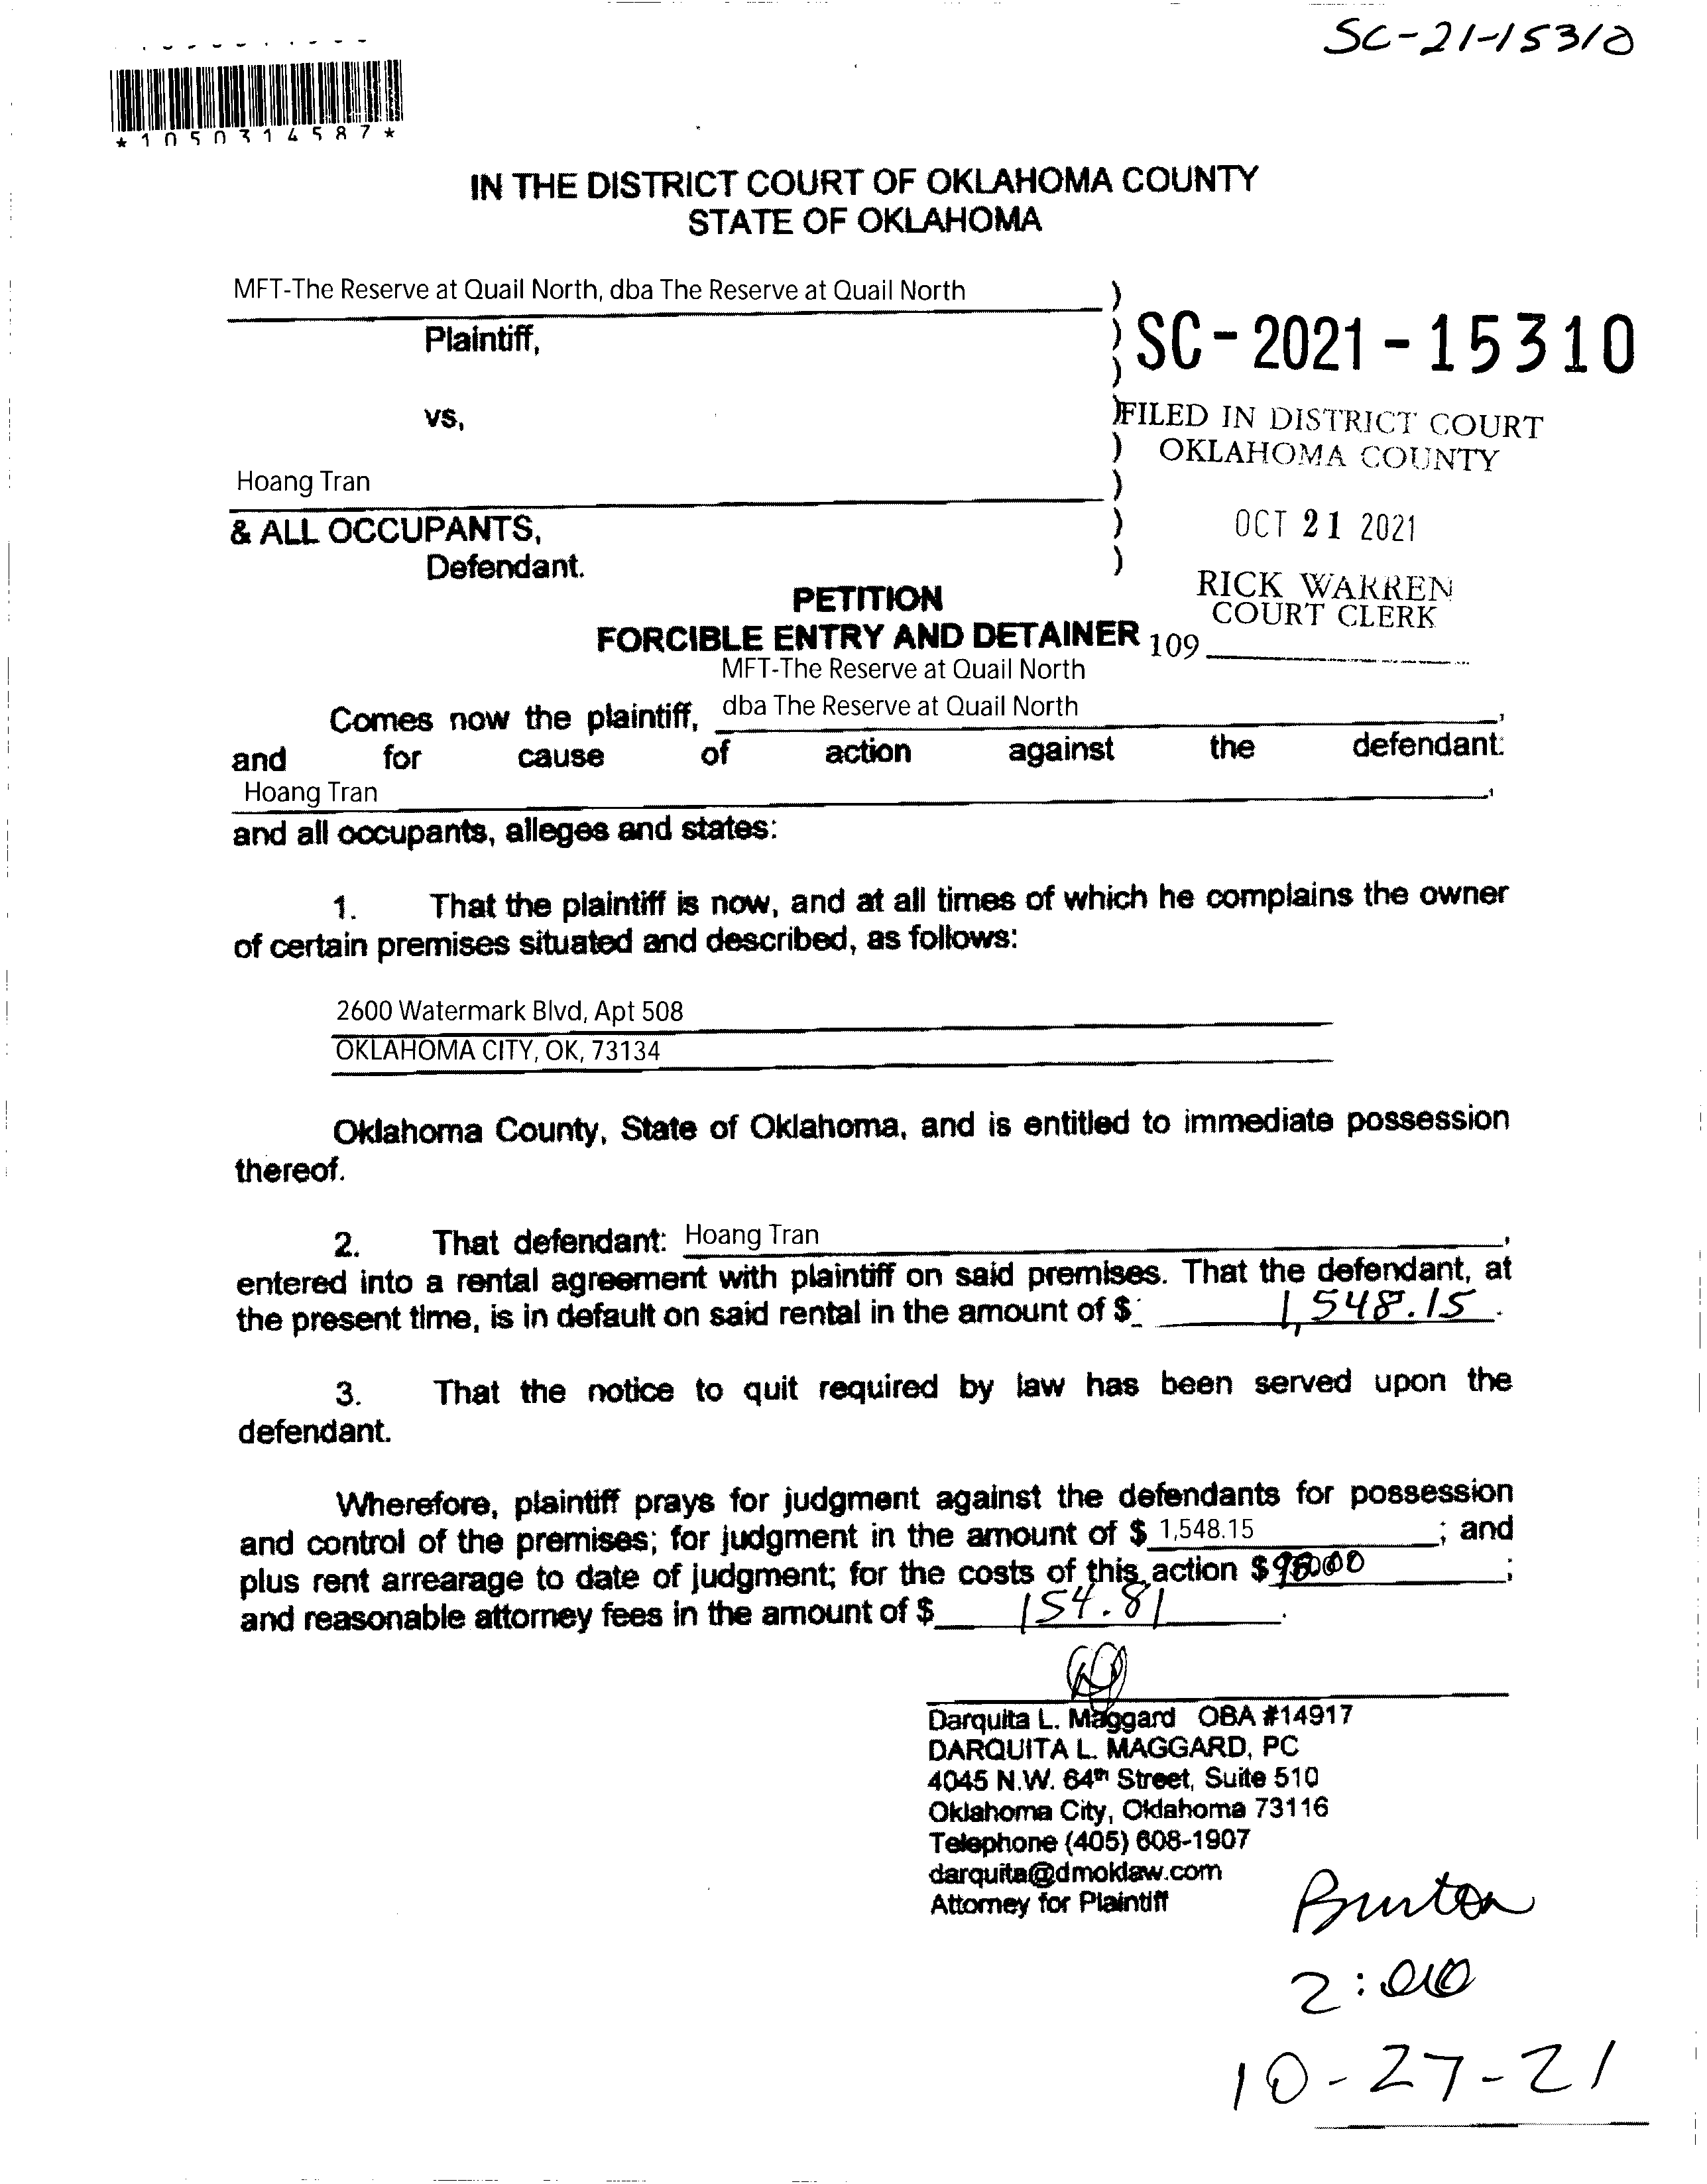 SC-21-15310
*1050314587*
IN THE DISTRICT COURT OF OKLAHOMA COUNTY
STATE OF OKLAHOMA
MFT-The Reserve at Quail North, dba The Reserve at Quail North )
Plaintiff, ) SC-2021-15310
)
vs, )FILED IN DISTRICT COURT
) OKLAHOMA COUNTY
Hoang Tran )
& ALL OCCUPANTS, ) OCT 21 2021
Defendant. )
RICK WARREN
PETITION COURT CLERK
FORCIBLE ENTRY AND DETAINER 109
MFT-The Reserve at Quail North
Comes now the plaintiff, dba The Reserve at Quail North,
and for cause of action against the defendant:
Hoang Tran,
and all occupants, alleges and states:
1. That the plaintiff is now, and at all times of which he complains the owner
of certain premises situated and described, as follows:
2600 Watermark Blvd, Apt 508
OKLAHOMA CITY, OK, 73134
Oklahoma County, State of Oklahoma, and is entitled to immediate possession
thereof.
2. That defendant: Hoang Tran,
entered into a rental agreement with plaintiff on said premises. That the defendant, at
the present time, is in default on said rental in the amount of $: 1,548.15.
3. That the notice to quit required by law has been served upon the
defendant.
Wherefore, plaintiff prays for judgment against the defendants for possession
and control of the premises; for judgment in the amount of $ 1,548.15; and
plus rent arrearage to date of judgment; for the costs of this action $;
and reasonable attorney fees in the amount of $ 154.81.
Darquita L. Maggard OBA #14917
DARQUITA L. MAGGARD, PC
4045 N.W. 64th Street, Suite 510
Oklahoma City, Oklahoma 73116
Telephone (405) 608-1907
darquita@dmoklaw.com
Attorney for Plaintiff
Burton
2:00
10-27-21